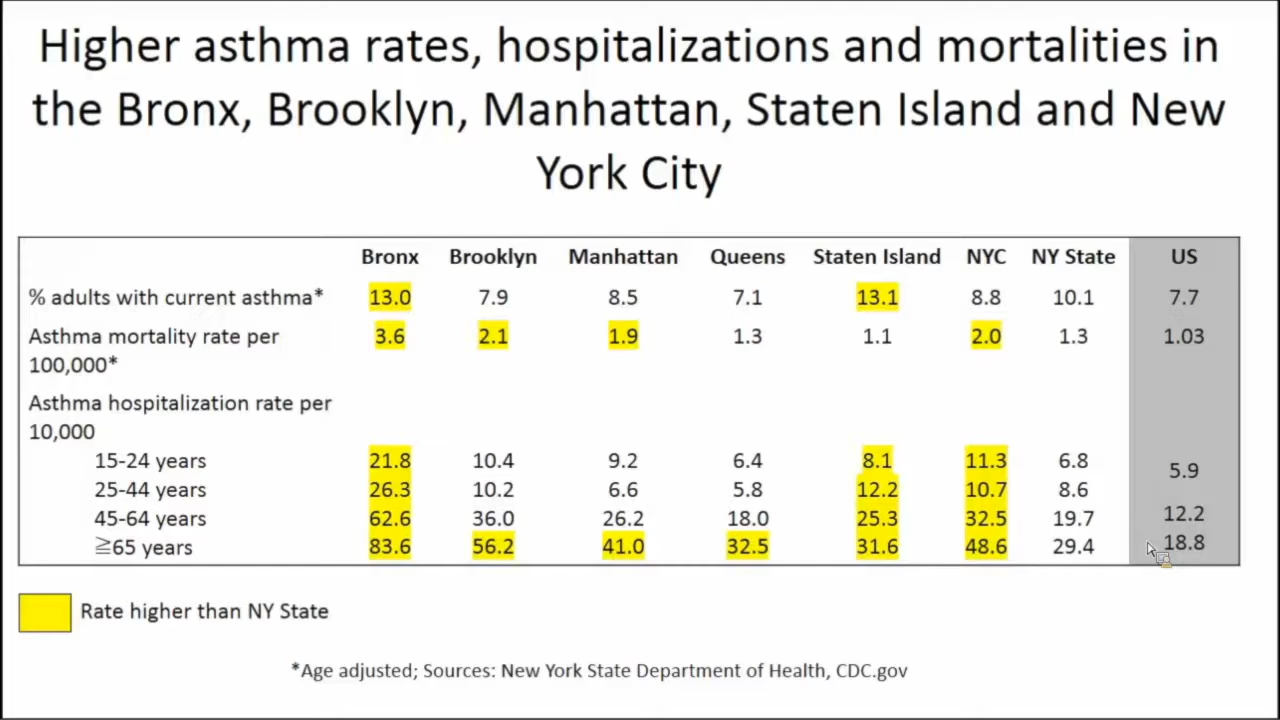 Higher asthma rates, hospitalizations and mortalities in
the Bronx, Brooklyn, Manhattan, Staten Island and New
York City
Bronx Brooklyn Manhattan Queens Staten Island NYC NY State US
% adults with current asthma* 13.0 7.9 8.5 7.1 13.1 8.8 10.1 7.7
Asthma mortality rate per 3.6 2.1 1.9 1.3 1.1 2.0 1.3 1.03
100,000*
Asthma hospitalization rate per
10,000
15-24 years 21.8 10.4 9.2 6.4 8.1 11.3 6.8
5.9
25-44 years 26.3 10.2 6.6 5.8 12.2 10.7 8.6
45-64 years 62.6 36.0 26.2 18.0 25.3 32.5 19.7 12.2
≧65 years 83.6 56.2 41.0 32.5 31.6 48.6 29.4 18.8
Rate higher than NY State
*Age adjusted; Sources: New York State Department of Health, CDC.gov